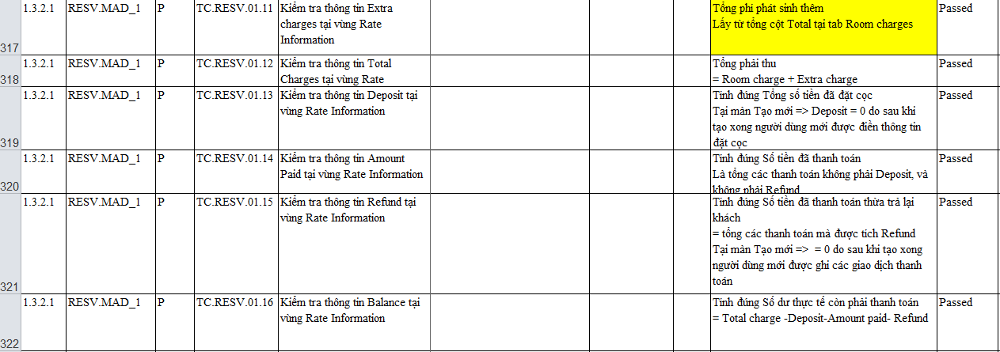 317 1.3.2.1 RESV.MAD_1 P TC.RESV.01.11 Kiểm tra thông tin Extra
charges tại vùng Rate
Information
Tổng phí phát sinh thêm
Lấy từ tổng cột Total tại tab Room charges
Passed
318 1.3.2.1 RESV.MAD_1 P TC.RESV.01.12 Kiểm tra thông tin Total
Charges tại vùng Rate
Tổng phải thu
= Room charge + Extra charge
Passed
319 1.3.2.1 RESV.MAD_1 P TC.RESV.01.13 Kiểm tra thông tin Deposit tại
vùng Rate Information
Tính đúng Tổng số tiền đã đặt cọc
Tại màn Tạo mới => Deposit = 0 do sau khi
tạo xong người dùng mới được điền thông tin
đặt cọc
Passed
320 1.3.2.1 RESV.MAD_1 P TC.RESV.01.14 Kiểm tra thông tin Amount
Paid tại vùng Rate Information
Tính đúng Số tiền đã thanh toán
Là tổng các thanh toán không phải Deposit, và
không phải Refund
Passed
321 1.3.2.1 RESV.MAD_1 P TC.RESV.01.15 Kiểm tra thông tin Refund tại
vùng Rate Information
Tính đúng Số tiền đã thanh toán thừa trả lại
khách
= tổng các thanh toán mà được tích Refund
Tại màn Tạo mới => = 0 do sau khi tạo xong
người dùng mới được ghi các giao dịch thanh
toán
Passed
322 1.3.2.1 RESV.MAD_1 P TC.RESV.01.16 Kiểm tra thông tin Balance tại
vùng Rate Information
Tính đúng Số dư thực tế còn phải thanh toán
= Total charge -Deposit-Amount paid- Refund
Passed